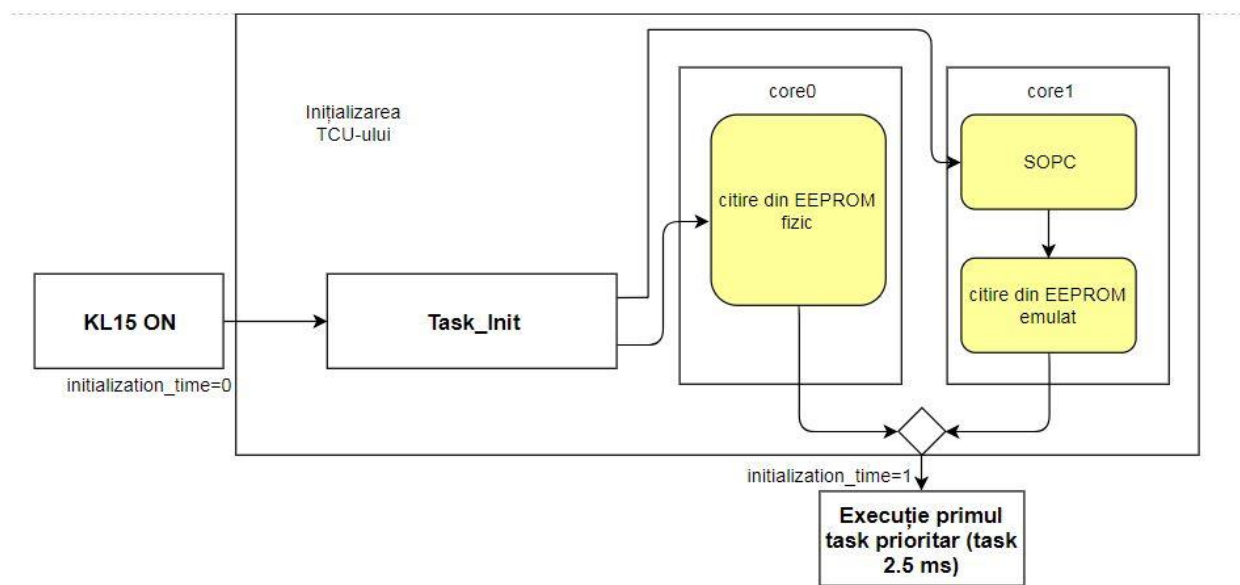 Inițializarea
TCU-ului
core0
core1
citire din EEPROM
fizic
SOPC
citire din EEPROM
emulat
KL15 ON
Task_Init
initialization_time=0
initialization_time=1
Execuție primul
task prioritar (task
2.5 ms)